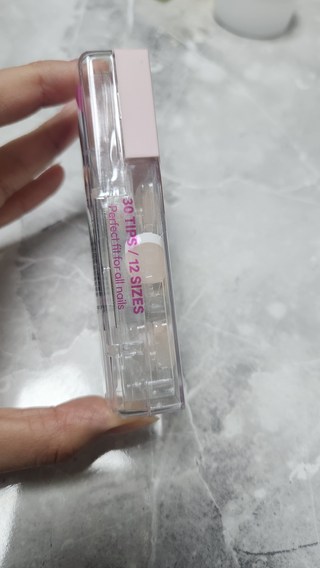 30 TIPS / 12 SIZES
Perfect fit for all nails